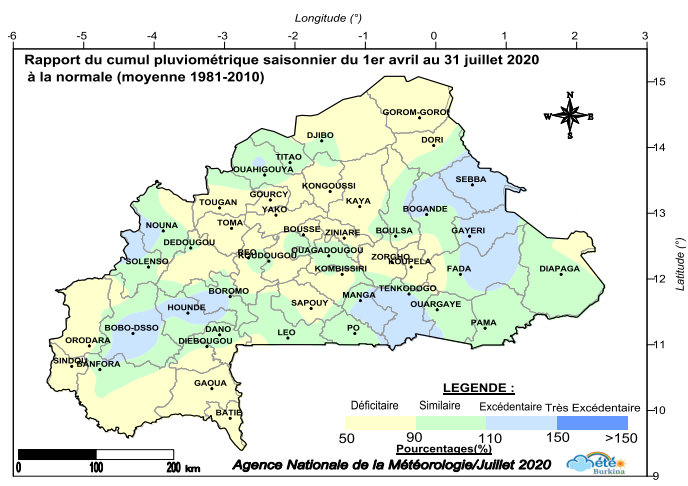 Longitude (°)
-6 -5 -4 -3 -2 -1 0 1 2 3
Rapport du cumul pluviométrique saisonnier du 1er avril au 31 juillet 2020
à la normale (moyenne 1981-2010)
15
GOROM-GOROM
N
W E
S
DJIBO
DORI
14
TITAO
OUAHIGOUYA
SEBBA
KONGOUSSI
GOURCY
TOUGAN
KAYA
YAKO
BOGANDE
13
TOMA
NOUNA
BOUSSE
ZINIARE
BOULSA
GAYERI
Latitude (°)
DEDOUGOU
REO
KOUDOUGOU
OUAGADOUGOU
ZORGHO
KOUPELA
SOLENSO
KOMBISSIRI
FADA
DIAPAGA
12
BOROMO
TENKODOGO
MANGA
HOUNDE
SAPOUY
OUARGAYE
BOBO-DSSO
DANO
LEO
PO
PAMA
ORODARA
DIEBOUGOU
11
SINDOU
BANFORA
GAOUA
LEGENDE :
Déficitaire Similaire Excédentaire Très Excédentaire
BATIE
10
50 90 110 150 >150
Pourcentages(%)
0 100 200 km
Agence Nationale de la Météorologie/Juillet 2020
météo
Burkina
9